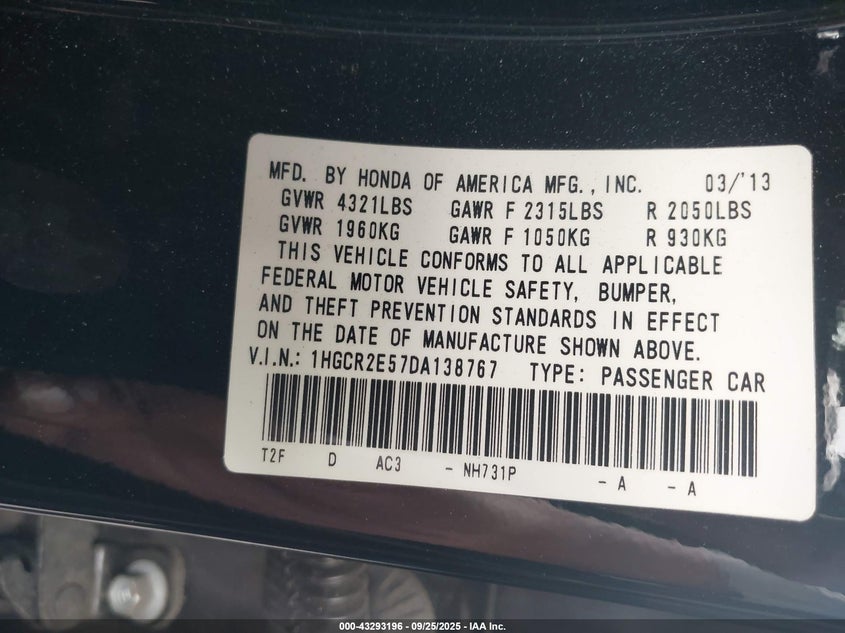 MFD. BY HONDA OF AMERICA MFG., INC. 03/'13
GVWR 4321LBS GAWR F 2315LBS R 2050LBS
GVWR 1960KG GAWR F 1050KG R 930KG
THIS VEHICLE CONFORMS TO ALL APPLICABLE
FEDERAL MOTOR VEHICLE SAFETY, BUMPER,
AND THEFT PREVENTION STANDARDS IN EFFECT
ON THE DATE OF MANUFACTURE SHOWN ABOVE.
V.I.N.: 1HGCR2E57DA138767 TYPE: PASSENGER CAR
T2F D AC3 - NH731P - A - A
000-43293196 - 09/25/2025 - IAA Inc.